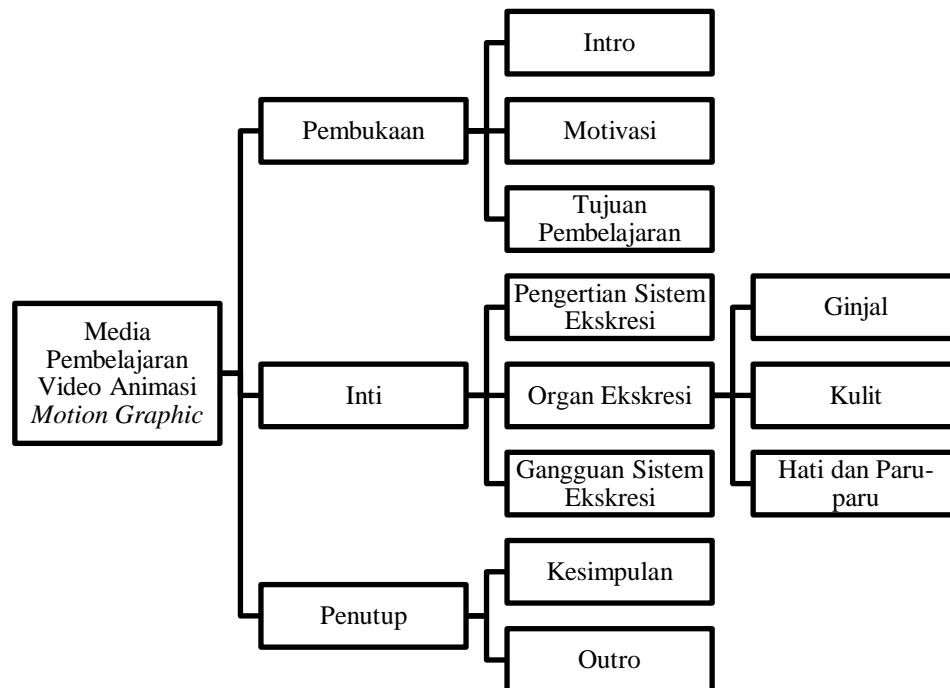 Intro
Pembukaan
Motivasi
Tujuan
Pembelajaran
Media
Pembelajaran
Video Animasi
Motion Graphic
Pengertian Sistem
Ekskresi
Inti
Organ Ekskresi
Gangguan Sistem
Ekskresi
Ginjal
Kulit
Hati dan Paru-
paru
Penutup
Kesimpulan
Outro